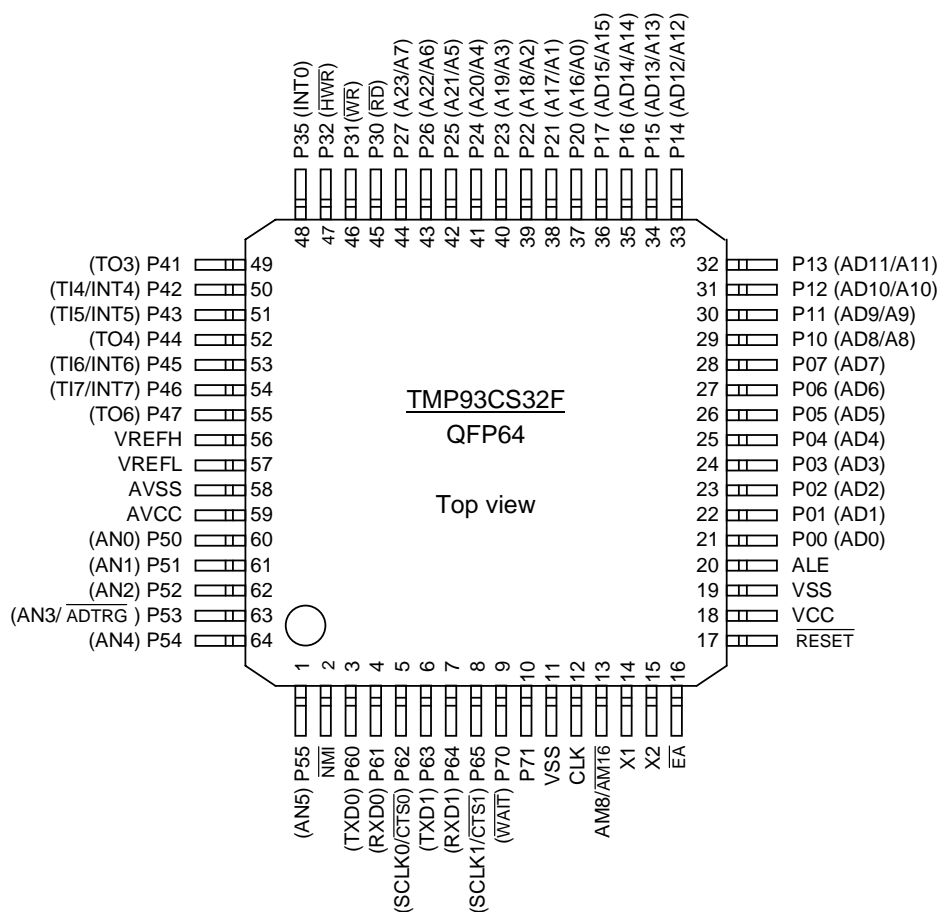 P35 (INT0)
P32 (HWR)
P31(WR)
P30 (RD)
P27 (A23/A7)
P26 (A22/A6)
P25 (A21/A5)
P24 (A20/A4)
P23 (A19/A3)
P22 (A18/A2)
P21 (A17/A1)
P20 (A16/A0)
P17 (AD15/A15)
P16 (AD14/A14)
P15 (AD13/A13)
P14 (AD12/A12)
48 47 46 45 44 43 42 41 40 39 38 37 36 35 34 33
(TO3) P41 49
(TI4/INT4) P42 50
(TI5/INT5) P43 51
(TO4) P44 52
(TI6/INT6) P45 53
(TI7/INT7) P46 54
(TO6) P47 55
VREFH 56
VREFL 57
AVSS 58
AVCC 59
(AN0) P50 60
(AN1) P51 61
(AN2) P52 62
(AN3/ ADTRG ) P53 63
(AN4) P54 64
TMP93CS32F
QFP64
Top view
32 P13 (AD11/A11)
31 P12 (AD10/A10)
30 P11 (AD9/A9)
29 P10 (AD8/A8)
28 P07 (AD7)
27 P06 (AD6)
26 P05 (AD5)
25 P04 (AD4)
24 P03 (AD3)
23 P02 (AD2)
22 P01 (AD1)
21 P00 (AD0)
20 ALE
19 VSS
18 VCC
17 RESET
1 2 3 4 5 6 7 8 9 10 11 12 13 14 15 16
(AN5) P55
NMI
(TXD0) P60
(RXD0) P61
(SCLK0/CTS0) P62
(TXD1) P63
(RXD1) P64
(SCLK1/CTS1) P65
(WAIT) P70
P71
VSS
CLK
AM8/AM16
X1
X2
EA